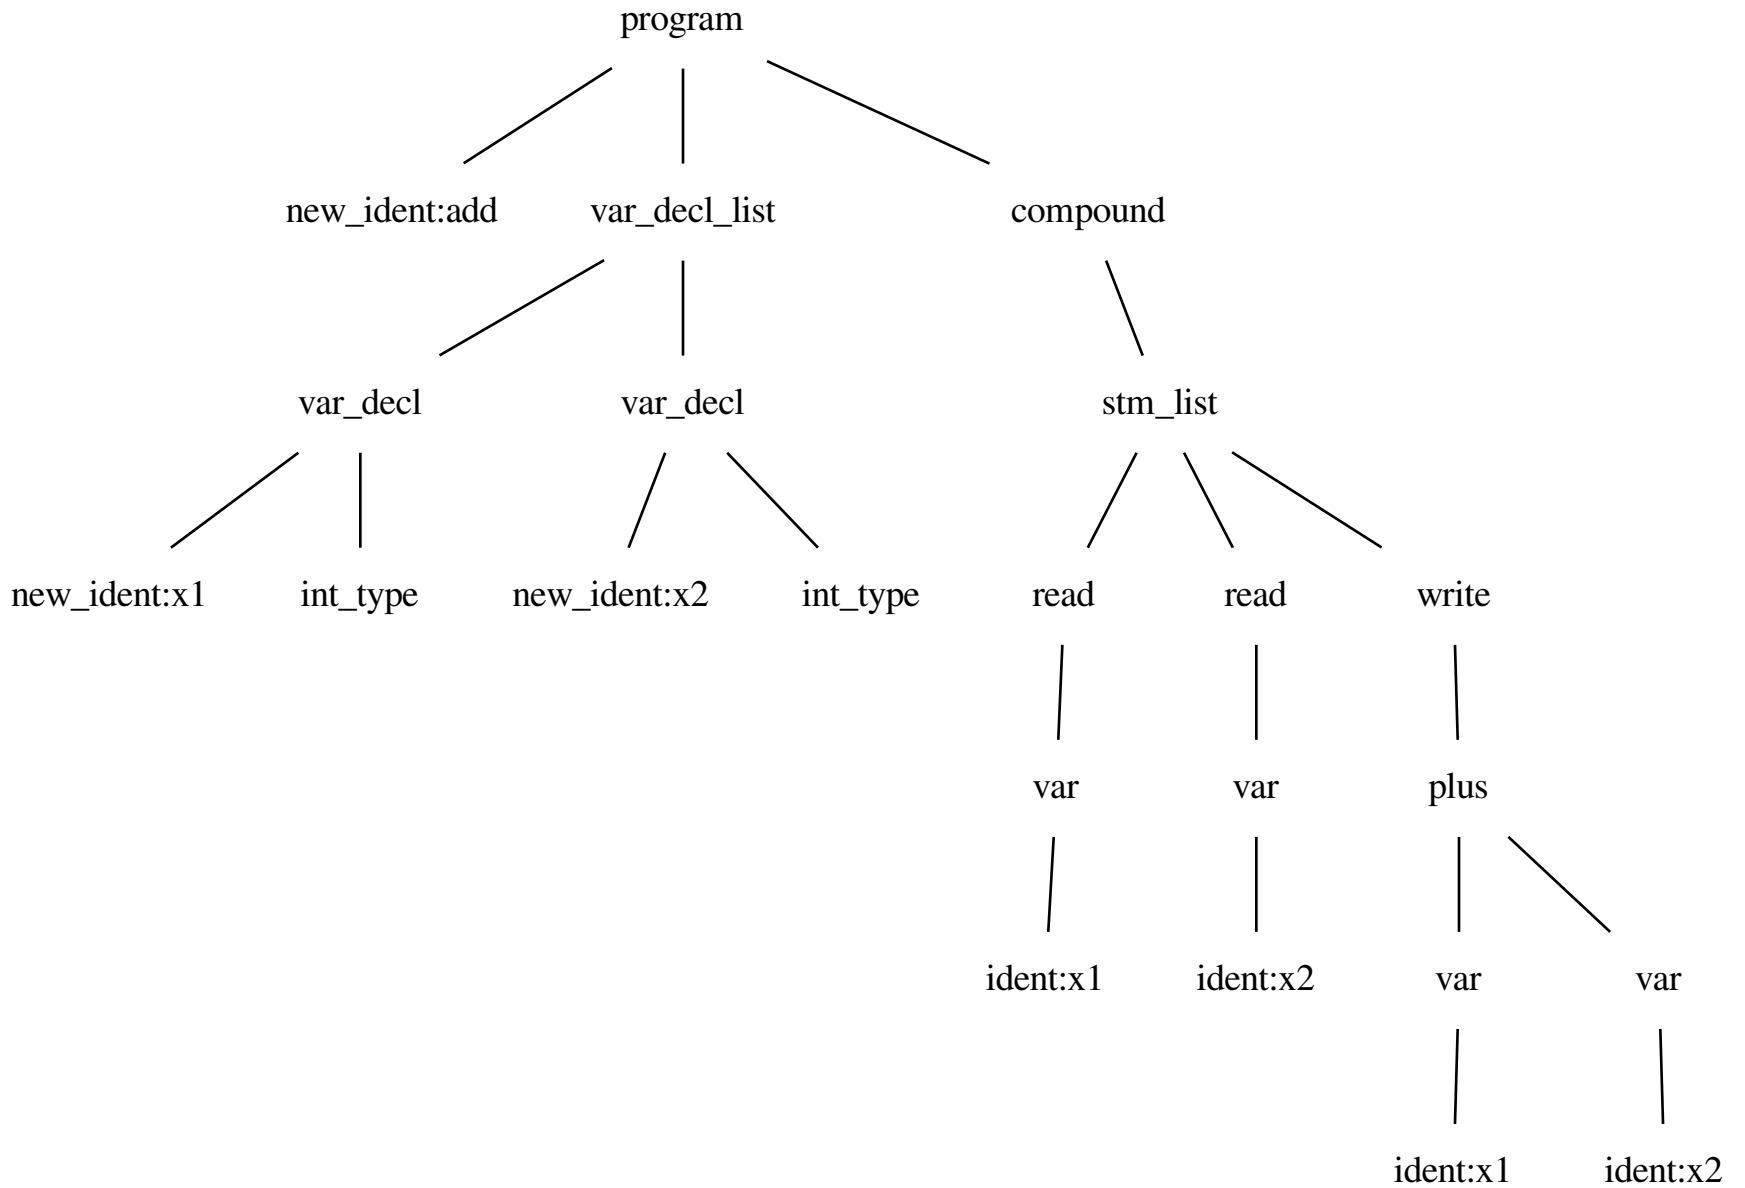 program
new_ident:add var_decl_list compound
var_decl var_decl stm_list
new_ident:x1 int_type new_ident:x2 int_type read read write
var var plus
ident:x1 ident:x2 var var
ident:x1 ident:x2